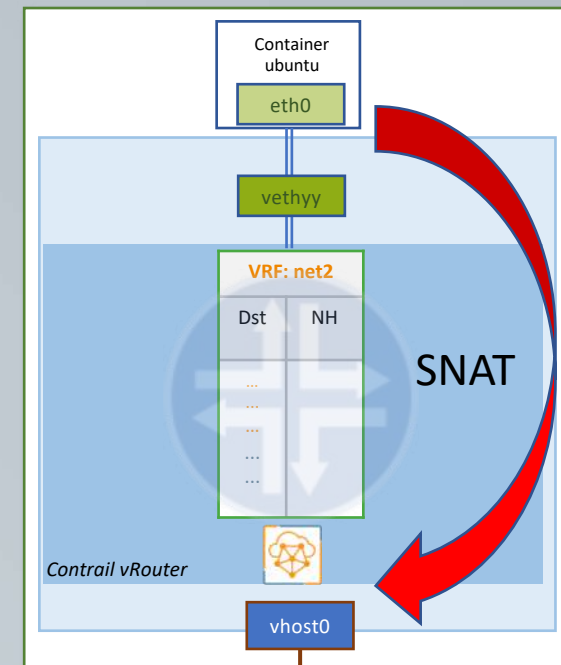 Container
ubuntu
eth0
vethyy
VRF: net2
Dst NH
...
...
...
...
...
SNAT
Contrail vRouter
vhost0